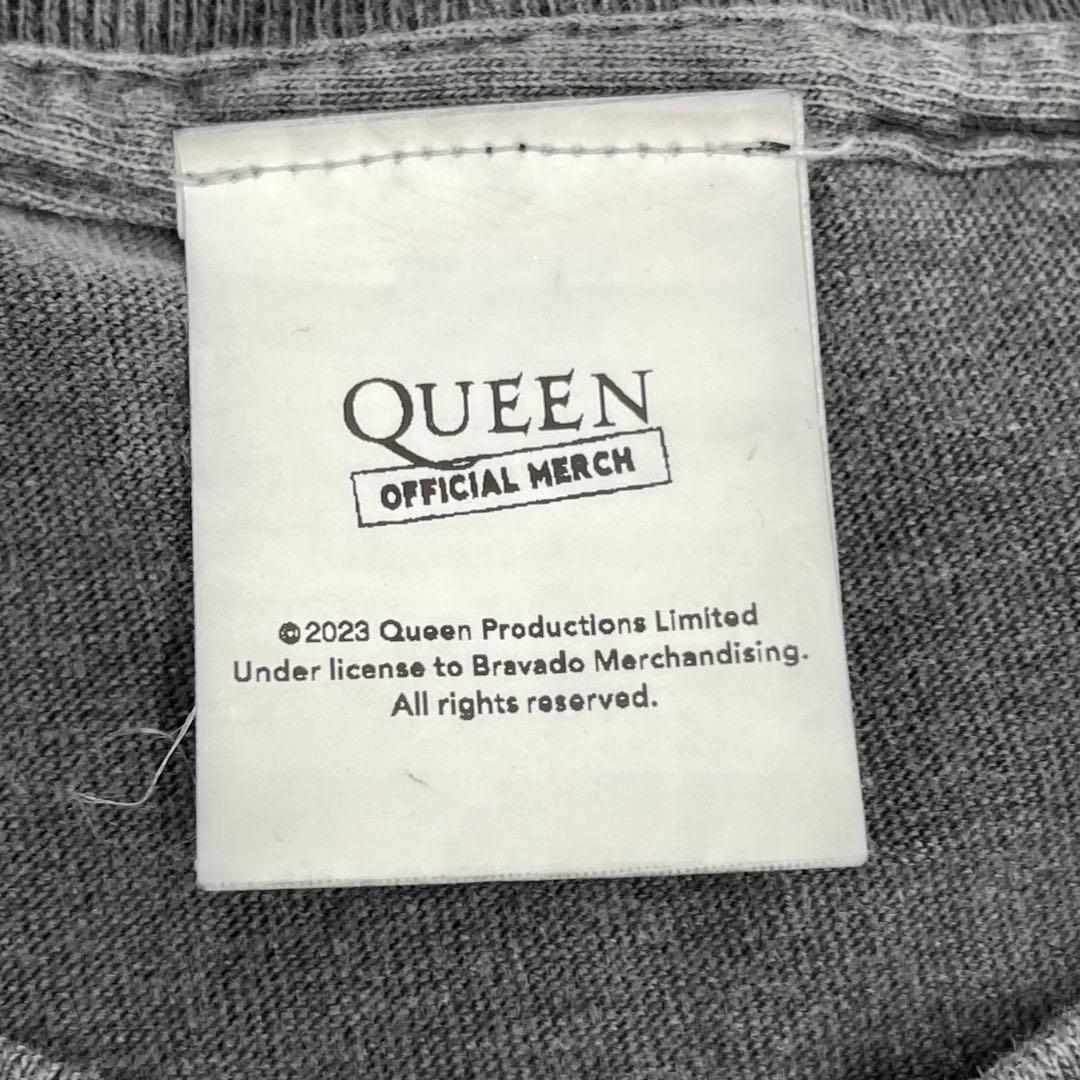 QUEEN
OFFICIAL MERCH
©2023 Queen Productions Limited
Under license to Bravado Merchandising.
All rights reserved.